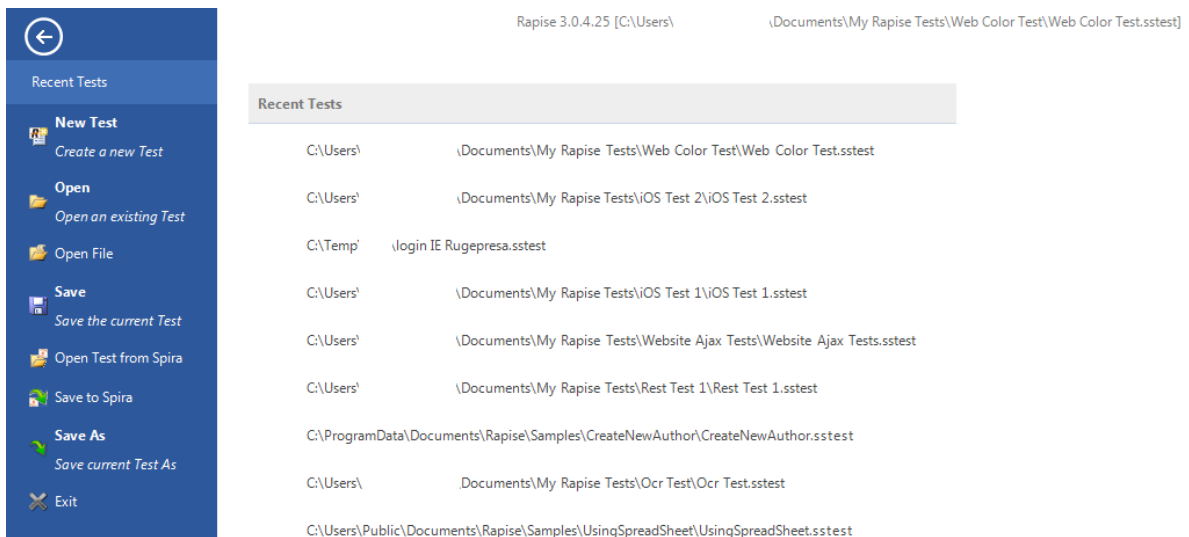 Rapise 3.0.4.25 [C:\Users\ \Documents\My Rapise Tests\Web Color Test\Web Color Test.sstest]
Recent Tests
New Test
Create a new Test
Open
Open an existing Test
Open File
Save
Save the current Test
Open Test from Spira
Save to Spira
Save As
Save current Test As
Exit
Recent Tests
C:\Users\ \Documents\My Rapise Tests\Web Color Test\Web Color Test.sstest
C:\Users\ \Documents\My Rapise Tests\iOS Test 2\iOS Test 2.sstest
C:\Temp\ \login IE Rugepresa.sstest
C:\Users\ \Documents\My Rapise Tests\iOS Test 1\iOS Test 1.sstest
C:\Users\ \Documents\My Rapise Tests\Website Ajax Tests\Website Ajax Tests.sstest
C:\Users\ \Documents\My Rapise Tests\Rest Test 1\Rest Test 1.sstest
C:\ProgramData\Documents\Rapise\Samples\CreateNewAuthor\CreateNewAuthor.sstest
C:\Users\ Documents\My Rapise Tests\Ocr Test\Ocr Test.sstest
C:\Users\Public\Documents\Rapise\Samples\UsingSpreadSheet\UsingSpreadSheet.sstest